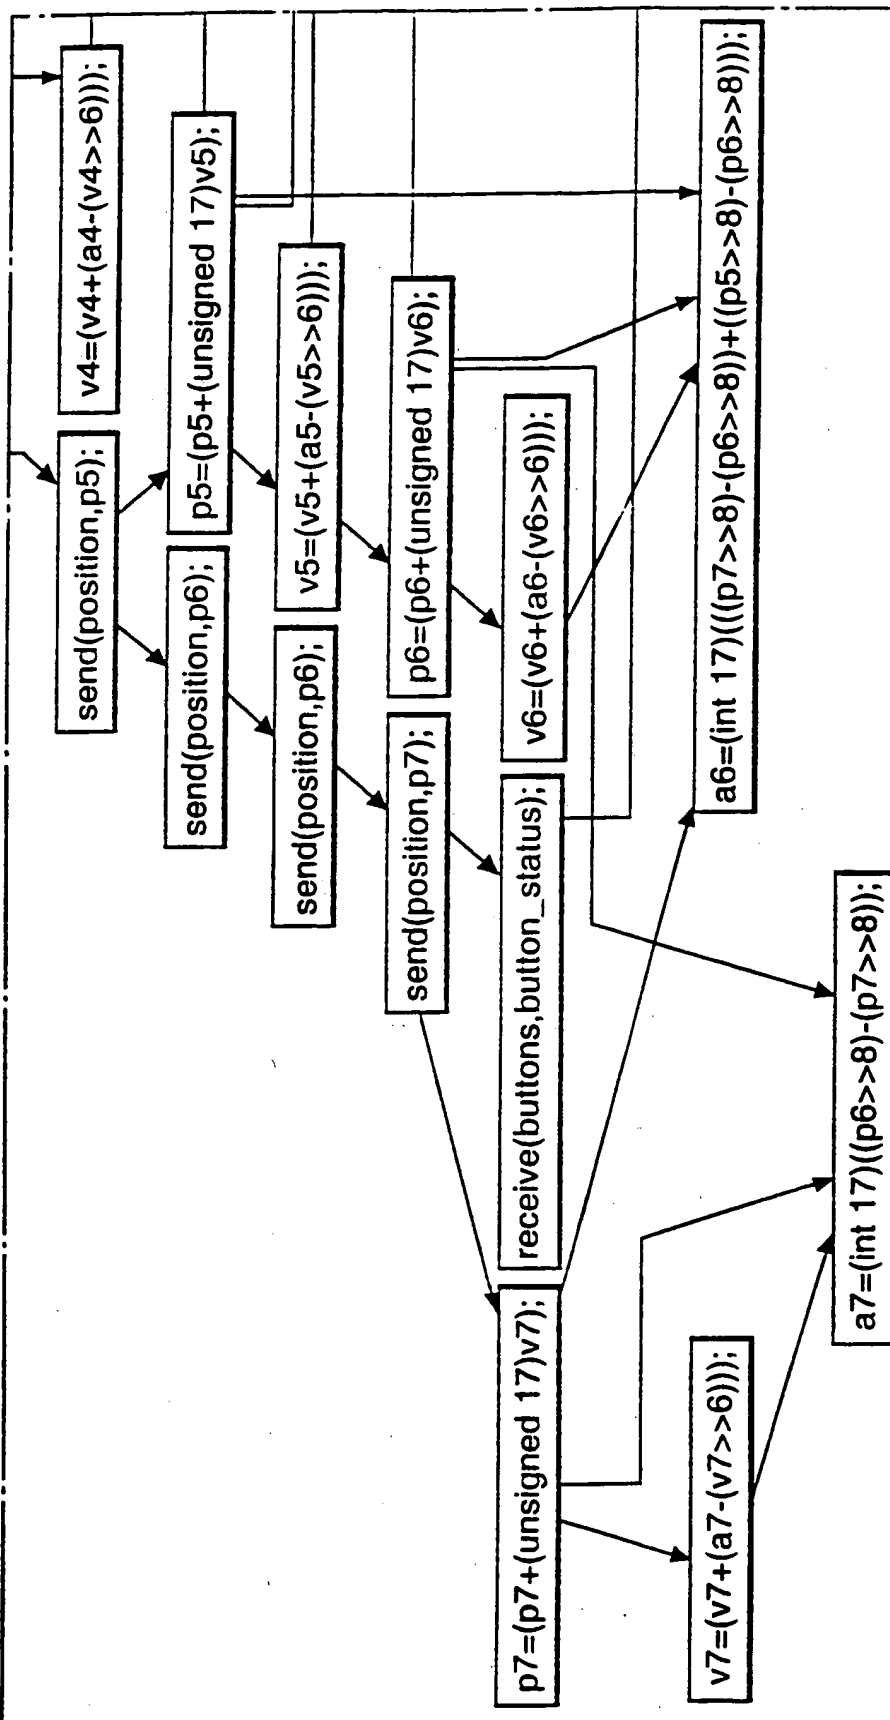 v4=(v4+(a4-(v4>>6)));
send(position,p5);
p5=(p5+(unsigned 17)v5);
send(position,p6);
v5=(v5+(a5-(v5>>6)));
send(position,p6);
p6=(p6+(unsigned 17)v6);
send(position,p7);
v6=(v6+(a6-(v6>>6)));
receive(buttons,button_status);
p7=(p7+(unsigned 17)v7);
v7=(v7+(a7-(v7>>6)));
a6=(int 17)(((p7>>8)-(p6>>8))+((p5>>8)-(p6>>8)));
a7=(int 17)((p6>>8)-(p7>>8));